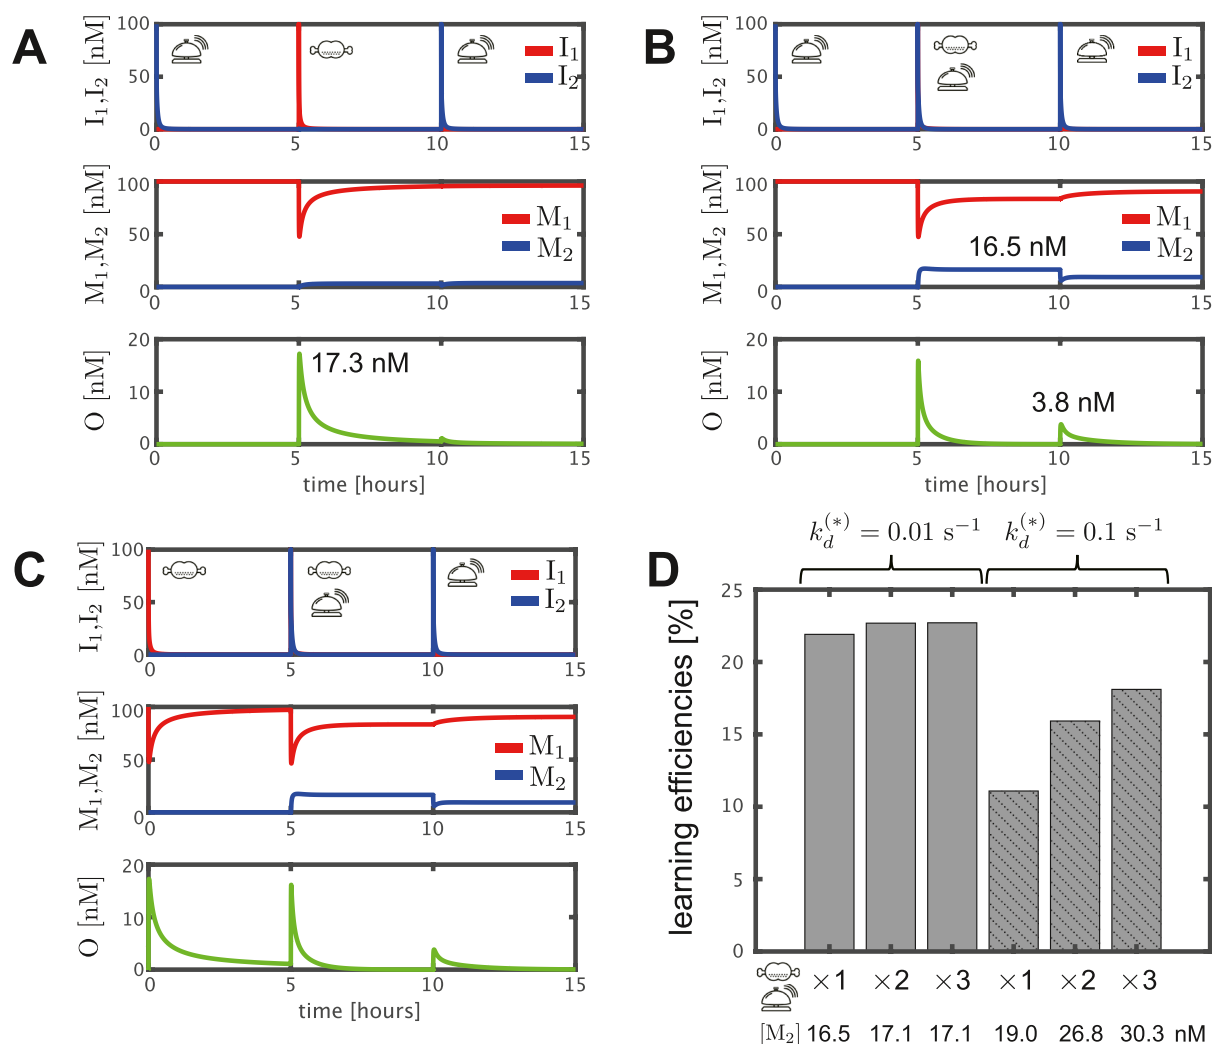 A
I₁,I₂ [nM]
100
50
0
I₁
I₂
0 5 10 15
M₁,M₂ [nM]
100
50
0
M₁
M₂
0 5 10 15
O [nM]
20
10
0
17.3 nM
0 5 10 15
time [hours]
B
I₁,I₂ [nM]
100
50
0
I₁
I₂
0 5 10 15
M₁,M₂ [nM]
100
50
0
M₁
16.5 nM
M₂
0 5 10 15
O [nM]
20
10
0
3.8 nM
0 5 10 15
time [hours]
C
I₁,I₂ [nM]
100
50
0
I₁
I₂
0 5 10 15
M₁,M₂ [nM]
100
50
0
M₁
M₂
0 5 10 15
O [nM]
20
10
0
0 5 10 15
time [hours]
D
k_d^(*) = 0.01 s⁻¹ k_d^(*) = 0.1 s⁻¹
learning efficiencies [%]
25
20
15
10
5
0
×1 ×2 ×3 ×1 ×2 ×3
[M₂] 16.5 17.1 17.1 19.0 26.8 30.3 nM